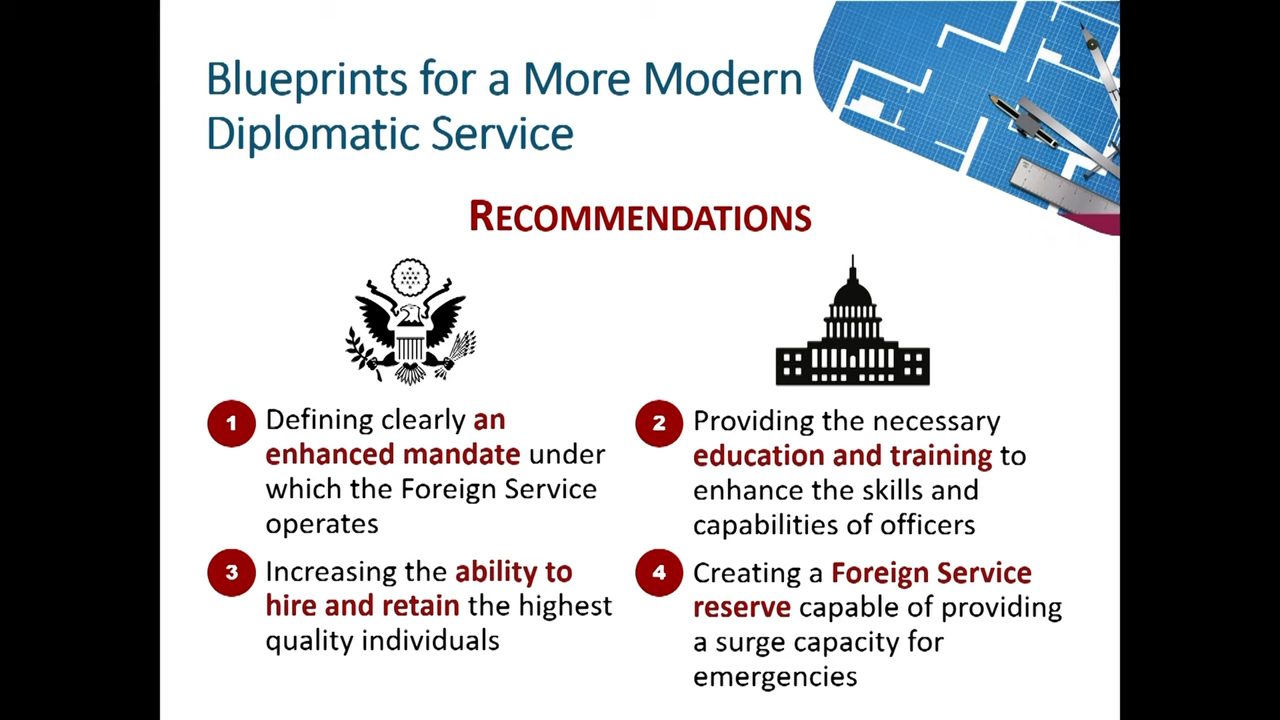 Blueprints for a More Modern
Diplomatic Service
RECOMMENDATIONS
1 Defining clearly an
enhanced mandate under
which the Foreign Service
operates
2 Providing the necessary
education and training to
enhance the skills and
capabilities of officers
3 Increasing the ability to
hire and retain the highest
quality individuals
4 Creating a Foreign Service
reserve capable of providing
a surge capacity for
emergencies